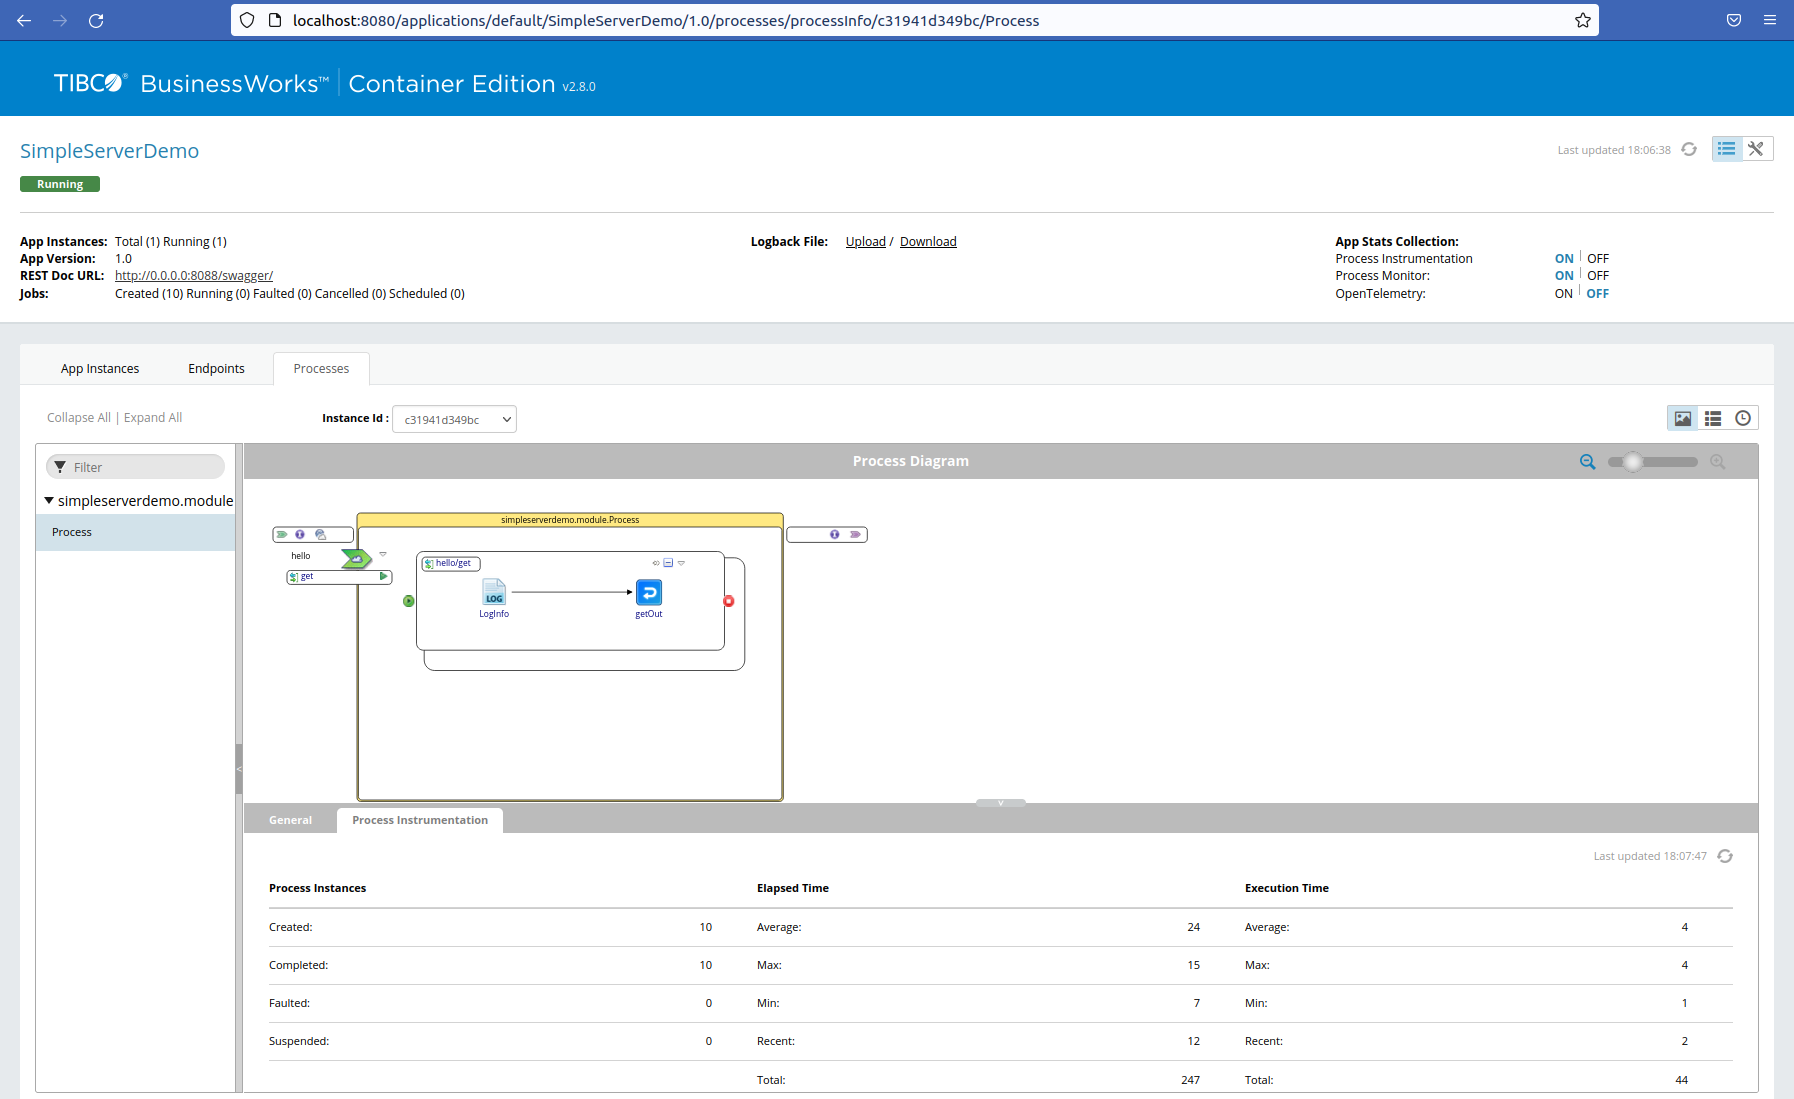 localhost:8080/applications/default/SimpleServerDemo/1.0/processes/processInfo/c31941d349bc/Process
TIBCO® BusinessWorks™ | Container Edition v2.8.0
SimpleServerDemo
Last updated 18:06:38
Running
App Instances: Total (1) Running (1)
Logback File: Upload / Download
App Stats Collection:
App Version: 1.0
Process Instrumentation ON | OFF
REST Doc URL: http://0.0.0.0:8088/swagger/
Process Monitor: ON | OFF
Jobs: Created (10) Running (0) Faulted (0) Cancelled (0) Scheduled (0)
OpenTelemetry: ON | OFF
App Instances Endpoints Processes
Collapse All | Expand All
Instance Id : c31941d349bc
Filter
Process Diagram
simpleserverdemo.module
Process
simpleserverdemo.module.Process
hello
get
hello/get
LOG
LogInfo
getOut
General Process Instrumentation
Last updated 18:07:47
Process Instances Elapsed Time Execution Time
Created: 10 Average: 24 Average: 4
Completed: 10 Max: 15 Max: 4
Faulted: 0 Min: 7 Min: 1
Suspended: 0 Recent: 12 Recent: 2
Total: 247 Total: 44